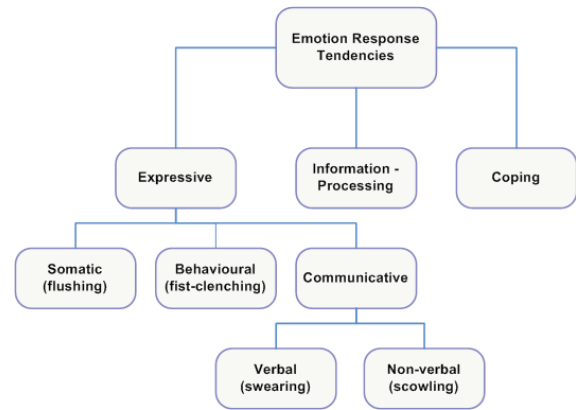 Emotion Response
Tendencies
Expressive
Information -
Processing
Coping
Somatic
(flushing)
Behavioural
(fist-clenching)
Communicative
Verbal
(swearing)
Non-verbal
(scowling)